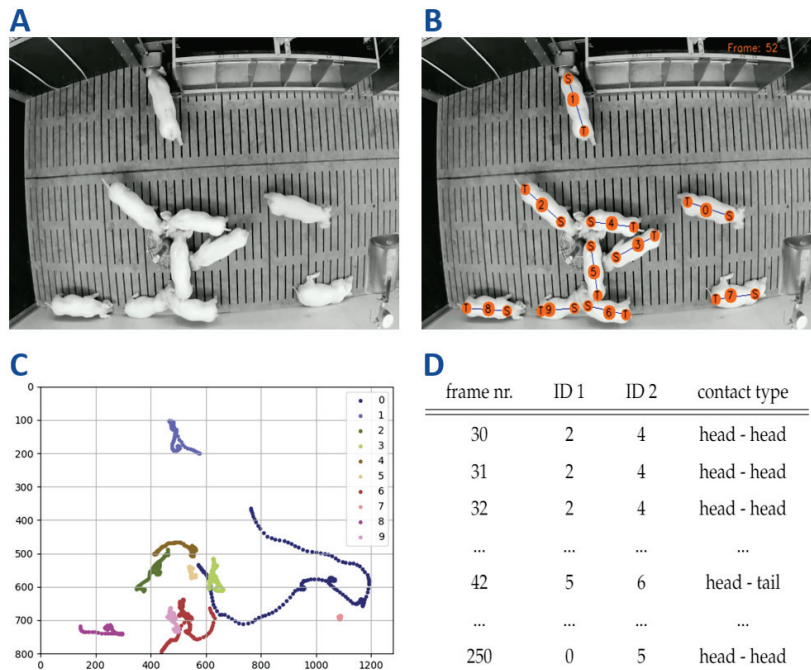 A
B
Frame: 52
S
1
T
T
2
S
S 4 T
T 0 S
S 3 T
S
5
T
T 8 S
T 9 S
S 6 T
T 7 S
C
0
100
200
300
400
500
600
700
800
0 200 400 600 800 1000 1200
0
1
2
3
4
5
6
7
8
9
D
frame nr. ID 1 ID 2 contact type
30 2 4 head - head
31 2 4 head - head
32 2 4 head - head
... ... ... ...
42 5 6 head - tail
... ... ... ...
250 0 5 head - head